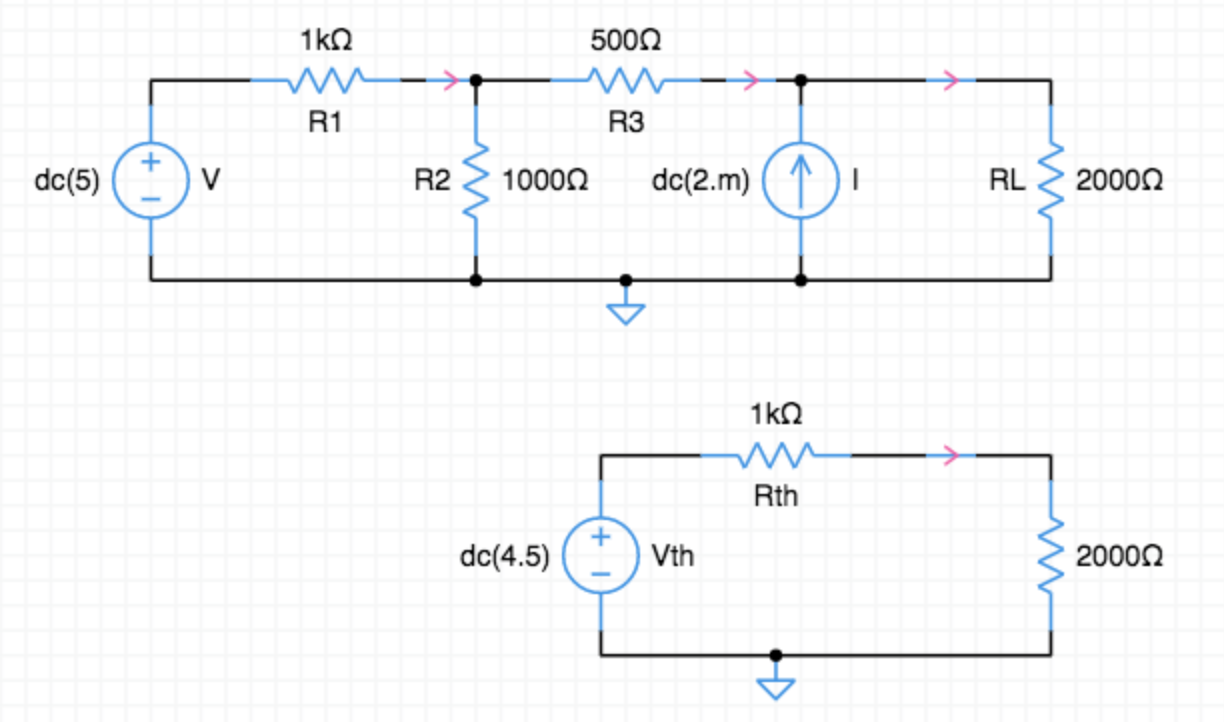 1kΩ
500Ω
R1
R3
dc(5)
+
−
V
R2
1000Ω
dc(2.m)
I
RL
2000Ω
1kΩ
Rth
dc(4.5)
+
−
Vth
2000Ω